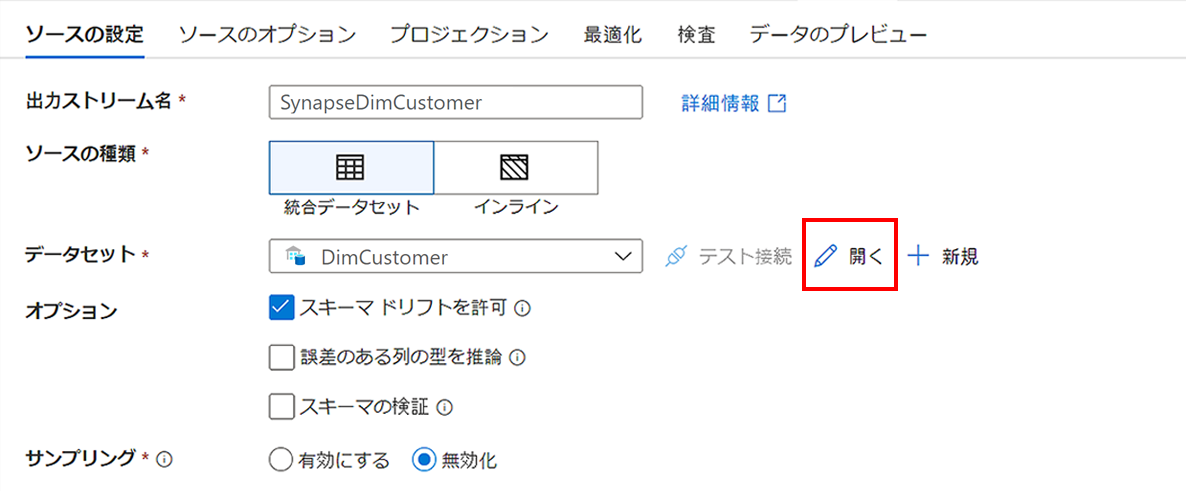 ソースの設定 ソースのオプション プロジェクション 最適化 検査 データのプレビュー
出力ストリーム名 * SynapseDimCustomer 詳細情報
ソースの種類 *
統合データセット インライン
データセット * DimCustomer テスト接続 開く 新規
オプション スキーマ ドリフトを許可
誤差のある列の型を推論
スキーマの検証
サンプリング * 有効にする 無効化